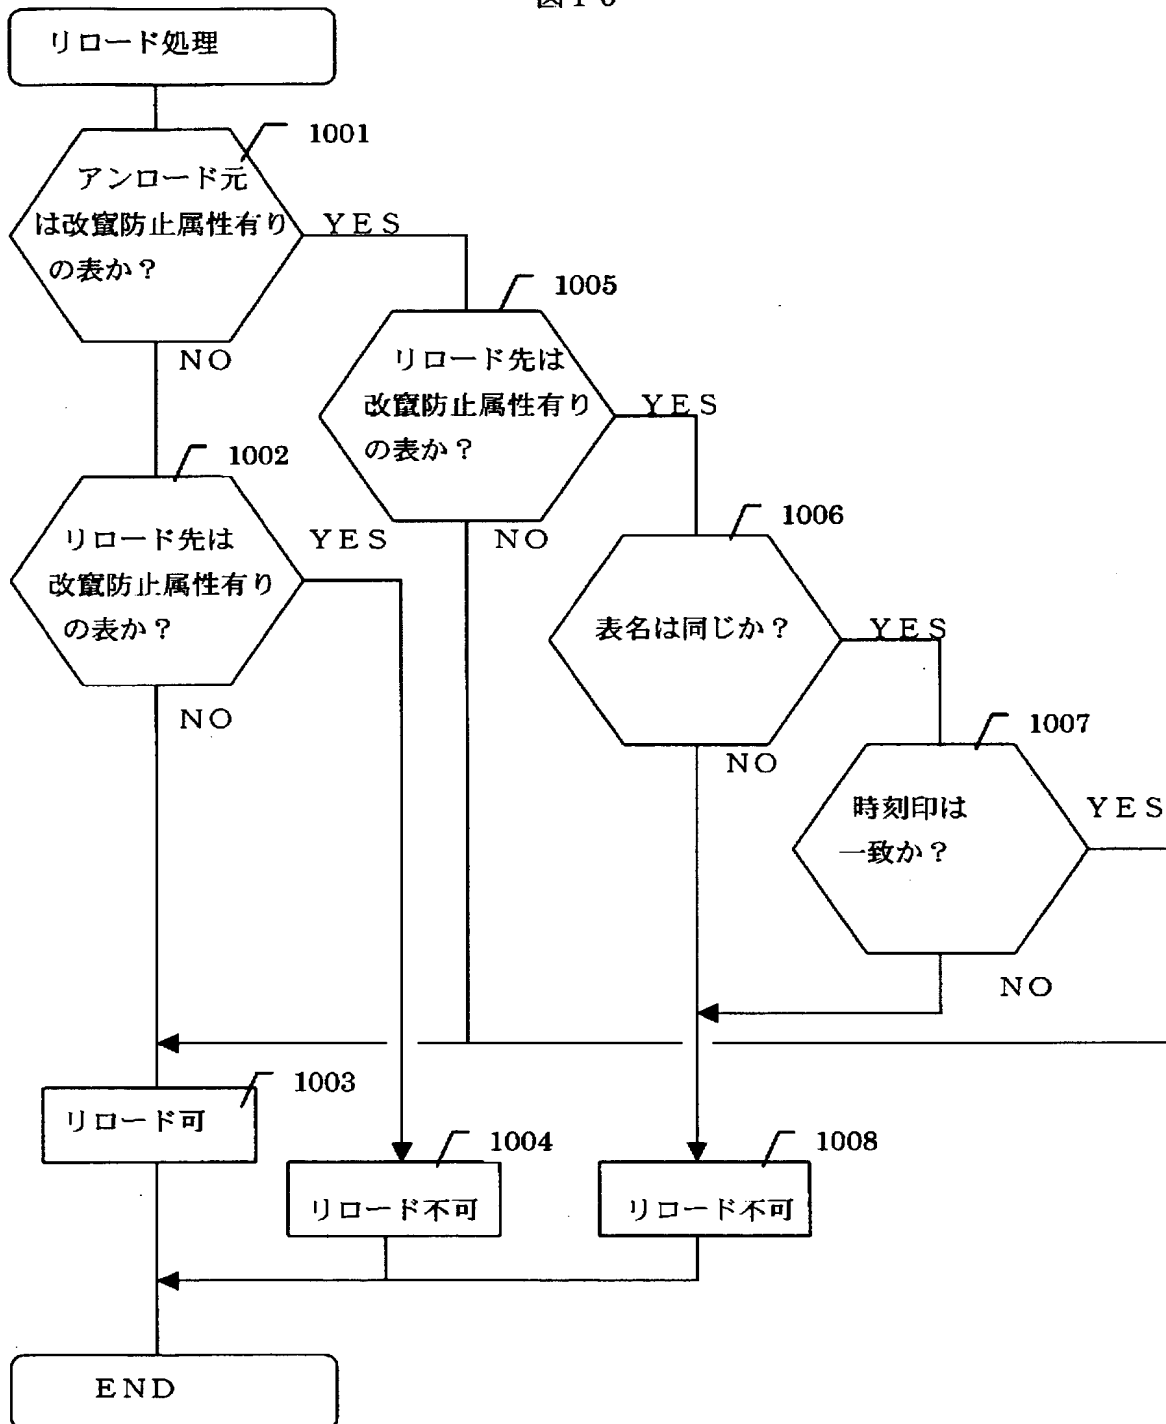 図10
リロード処理
1001
アンロード元
は改竄防止属性有り
の表か？
YES
NO
1005
リロード先は
改竄防止属性有り
の表か？
YES
NO
1002
リロード先は
改竄防止属性有り
の表か？
YES
NO
1006
表名は同じか？
YES
NO
1007
時刻印は
一致か？
YES
NO
1003
リロード可
1004
リロード不可
1008
リロード不可
END